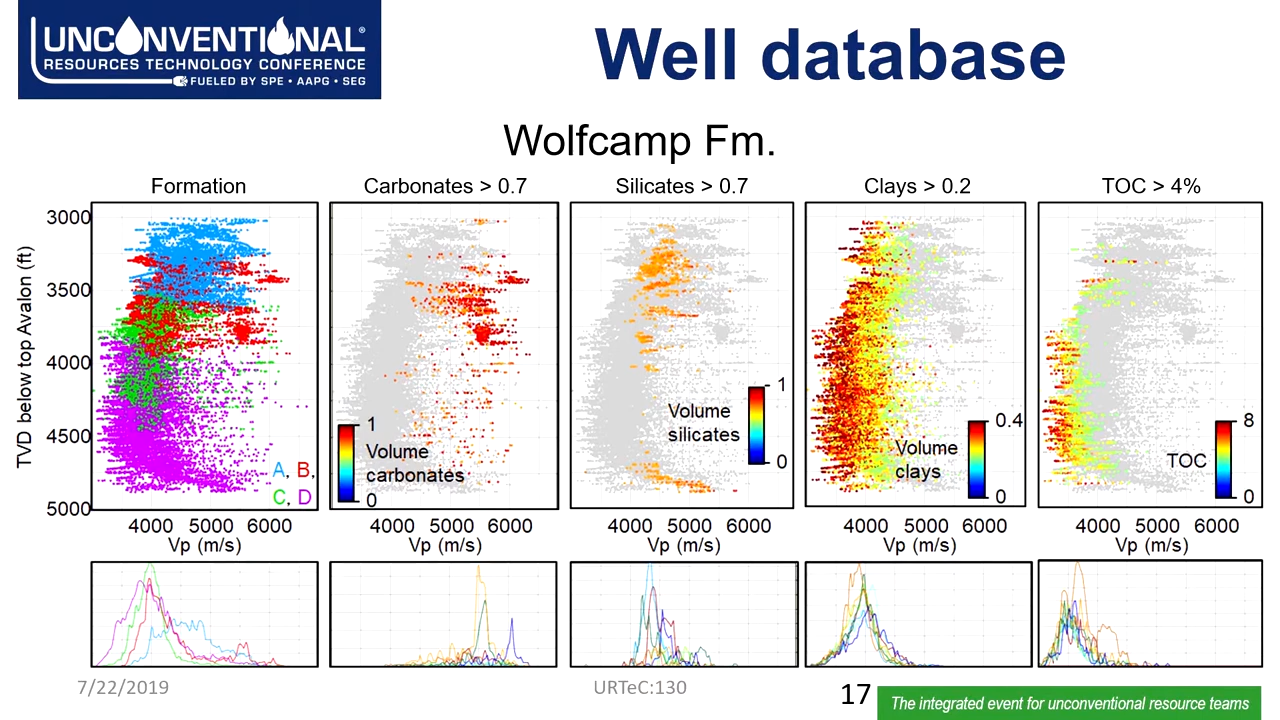 UNCONVENTIONAL®
RESOURCES TECHNOLOGY CONFERENCE
FUELED BY SPE • AAPG • SEG
Well database
Wolfcamp Fm.
Formation
Carbonates > 0.7
Silicates > 0.7
Clays > 0.2
TOC > 4%
TVD below top Avalon (ft)
3000
3500
4000
4500
5000
A, B,
C, D
1
Volume
carbonates
0
1
Volume
silicates
0
0.4
Volume
clays
0
8
TOC
0
4000 5000 6000
Vp (m/s)
4000 5000 6000
Vp (m/s)
4000 5000 6000
Vp (m/s)
4000 5000 6000
Vp (m/s)
4000 5000 6000
Vp (m/s)
7/22/2019
URTeC:130
17
The integrated event for unconventional resource teams